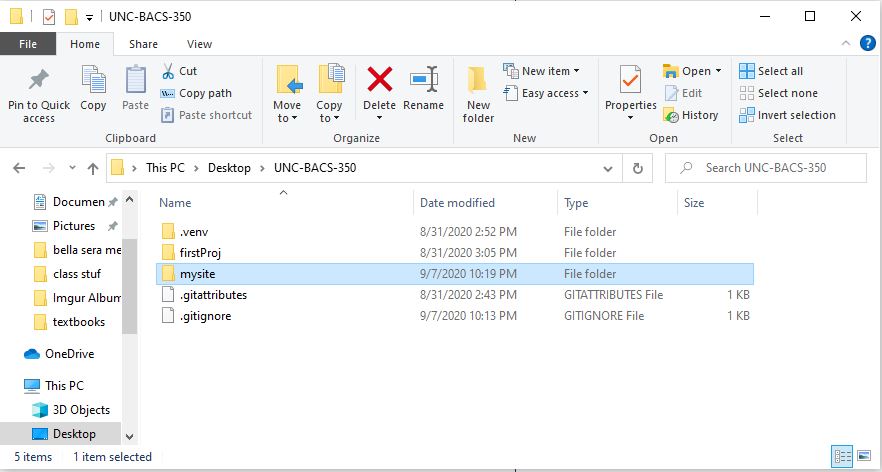 UNC-BACS-350
File Home Share View
Pin to Quick access
Copy
Paste
Cut
Copy path
Paste shortcut
Clipboard
Move to
Copy to
Delete
Rename
Organize
New folder
New item
Easy access
New
Properties
Open
Edit
History
Open
Select all
Select none
Invert selection
Select
This PC > Desktop > UNC-BACS-350
Search UNC-BACS-350
Documen
Pictures
bella sera me
class stuf
Imgur Album
textbooks
OneDrive
This PC
3D Objects
Desktop
Name Date modified Type Size
.venv 8/31/2020 2:52 PM File folder
firstProj 8/31/2020 3:05 PM File folder
mysite 9/7/2020 10:19 PM File folder
.gitattributes 8/31/2020 2:43 PM GITATTRIBUTES File 1 KB
.gitignore 9/7/2020 10:13 PM GITIGNORE File 1 KB
5 items 1 item selected